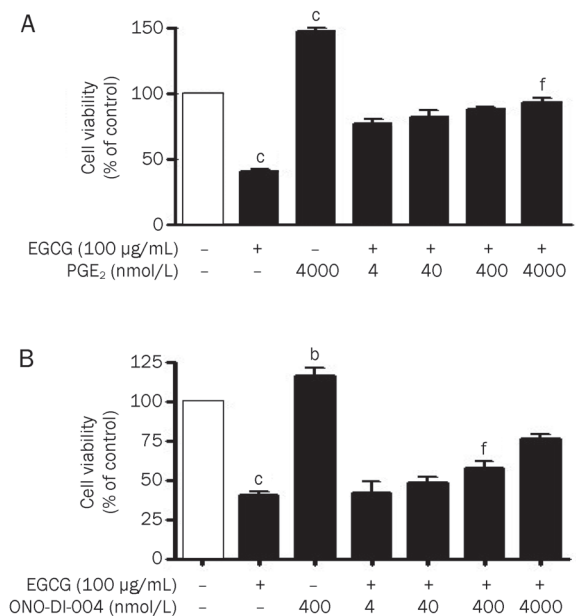 A
150
100
50
0
Cell viability
(% of control)
c
c
f
EGCG (100 µg/mL) – + – + + + +
PGE₂ (nmol/L) – – 4000 4 40 400 4000
B
125
100
75
50
25
0
Cell viability
(% of control)
c
b
f
EGCG (100 µg/mL) – + – + + + +
ONO-DI-004 (nmol/L) – – 400 4 40 400 4000